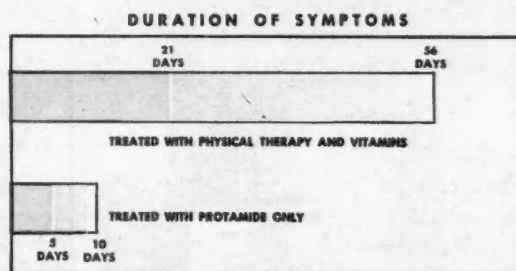 DURATION OF SYMPTOMS
21 56
DAYS DAYS
TREATED WITH PHYSICAL THERAPY AND VITAMINS
TREATED WITH PROTAMIDE ONLY
5 10
DAYS DAYS